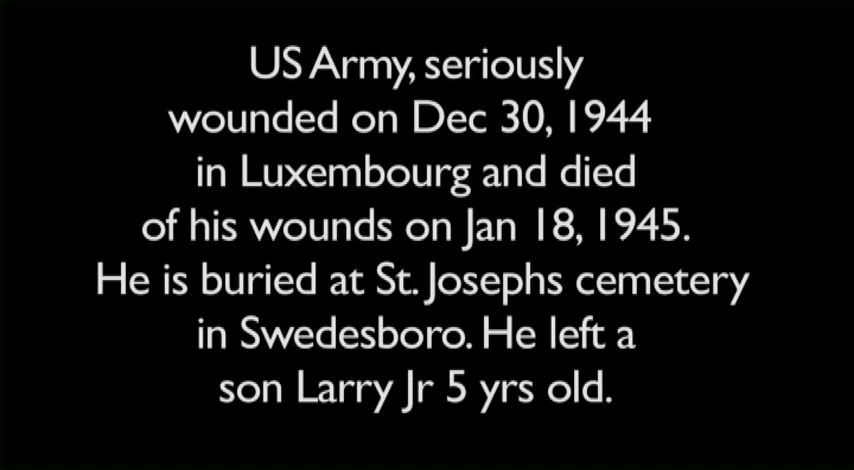 US Army, seriously
wounded on Dec 30, 1944
in Luxembourg and died
of his wounds on Jan 18, 1945.
He is buried at St. Josephs cemetery
in Swedesboro. He left a
son Larry Jr 5 yrs old.